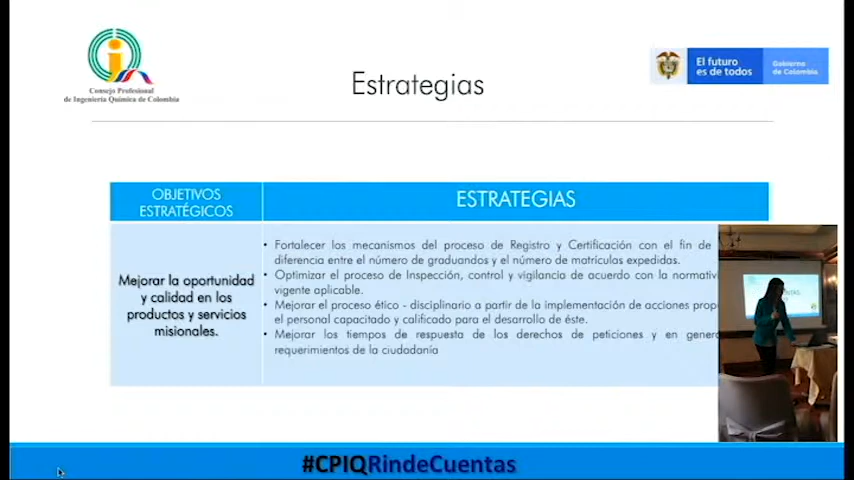 Consejo Profesional
de Ingeniería Química de Colombia
Estrategias
El futuro
es de todos
Gobierno
de Colombia
OBJETIVOS
ESTRATÉGICOS
ESTRATEGIAS
Mejorar la oportunidad
y calidad en los
productos y servicios
misionales.
• Fortalecer los mecanismos del proceso de Registro y Certificación con el fin de
diferencia entre el número de graduandos y el número de matrículas expedidas.
• Optimizar el proceso de Inspección, control y vigilancia de acuerdo con la normativi
vigente aplicable.
• Mejorar el proceso ético - disciplinario a partir de la implementación de acciones prop
el personal capacitado y calificado para el desarrollo de éste.
• Mejorar los tiempos de respuesta de los derechos de peticiones y en gener
requerimientos de la ciudadanía
#CPIQRindeCuentas